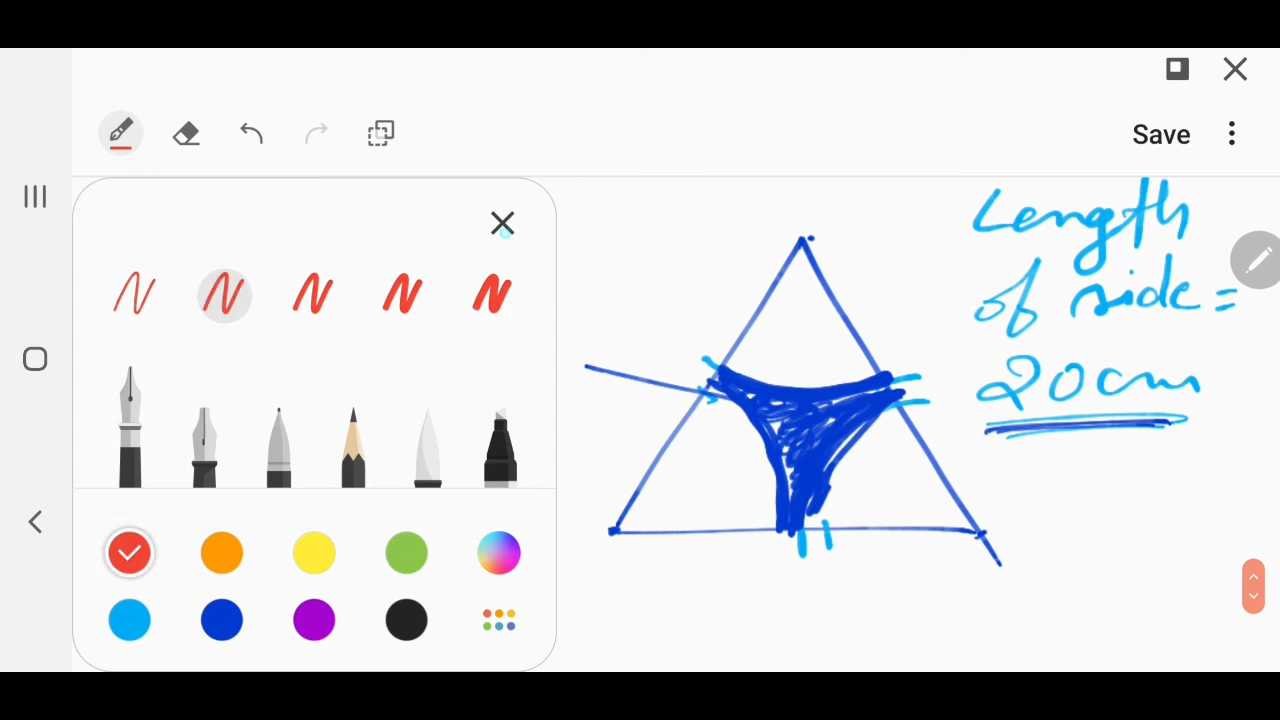 Save
Length
of side =
20cm